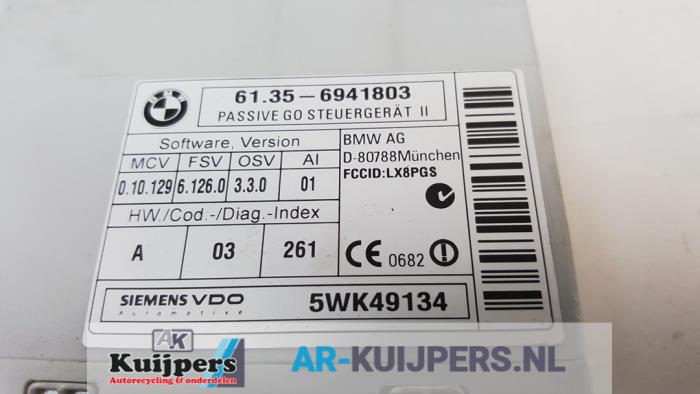 BMW
61.35 – 6941803
PASSIVE GO STEUERGERÄT II
Software, Version
MCV FSV OSV AI
0.10.129 6.126.0 3.3.0 01
HW./Cod.-/Diag.-Index
A 03 261
BMW AG
D-80788München
FCCID:LX8PGS
CE 0682
SIEMENS VDO
Automotive
5WK49134
AK
Kuijpers
Autorecycling & onderdelen
AR-KUIJPERS.NL